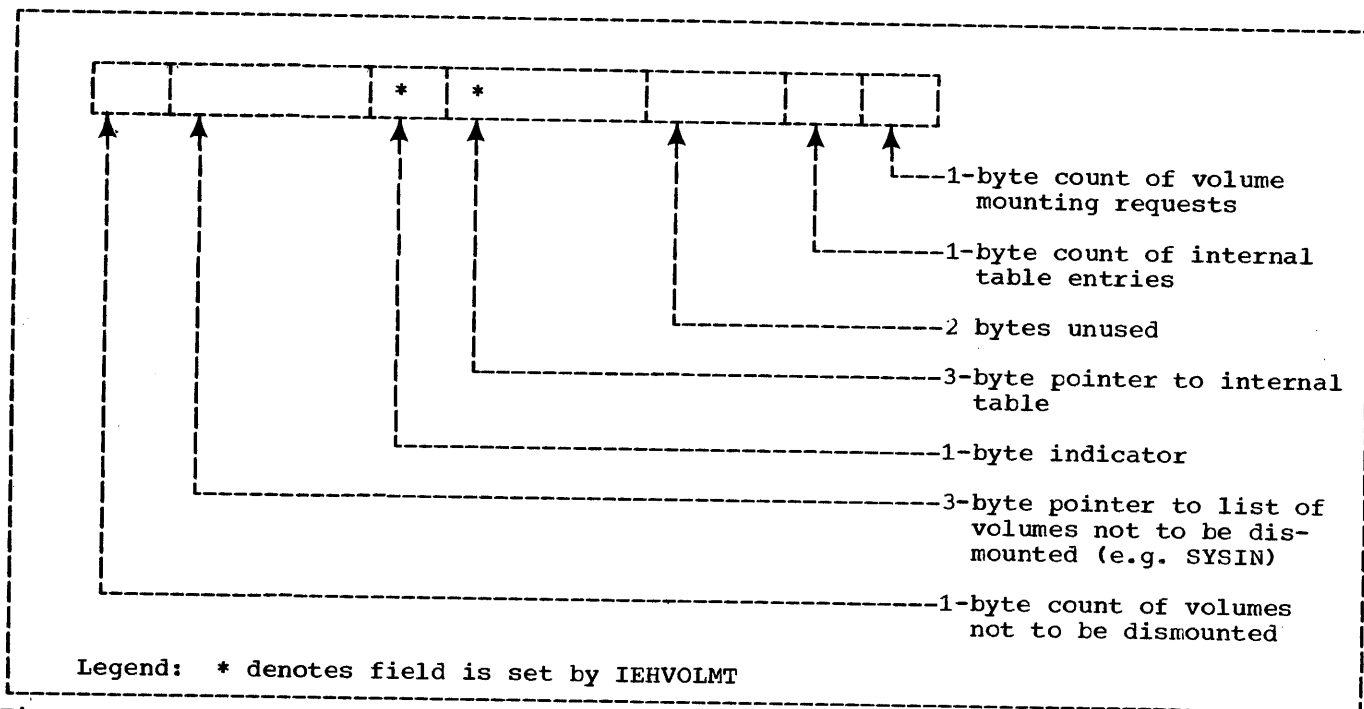 * *
1-byte count of volume
mounting requests
1-byte count of internal
table entries
2 bytes unused
3-byte pointer to internal
table
1-byte indicator
3-byte pointer to list of
volumes not to be dis-
mounted (e.g. SYSIN)
1-byte count of volumes
not to be dismounted
Legend: * denotes field is set by IEHVOLMT